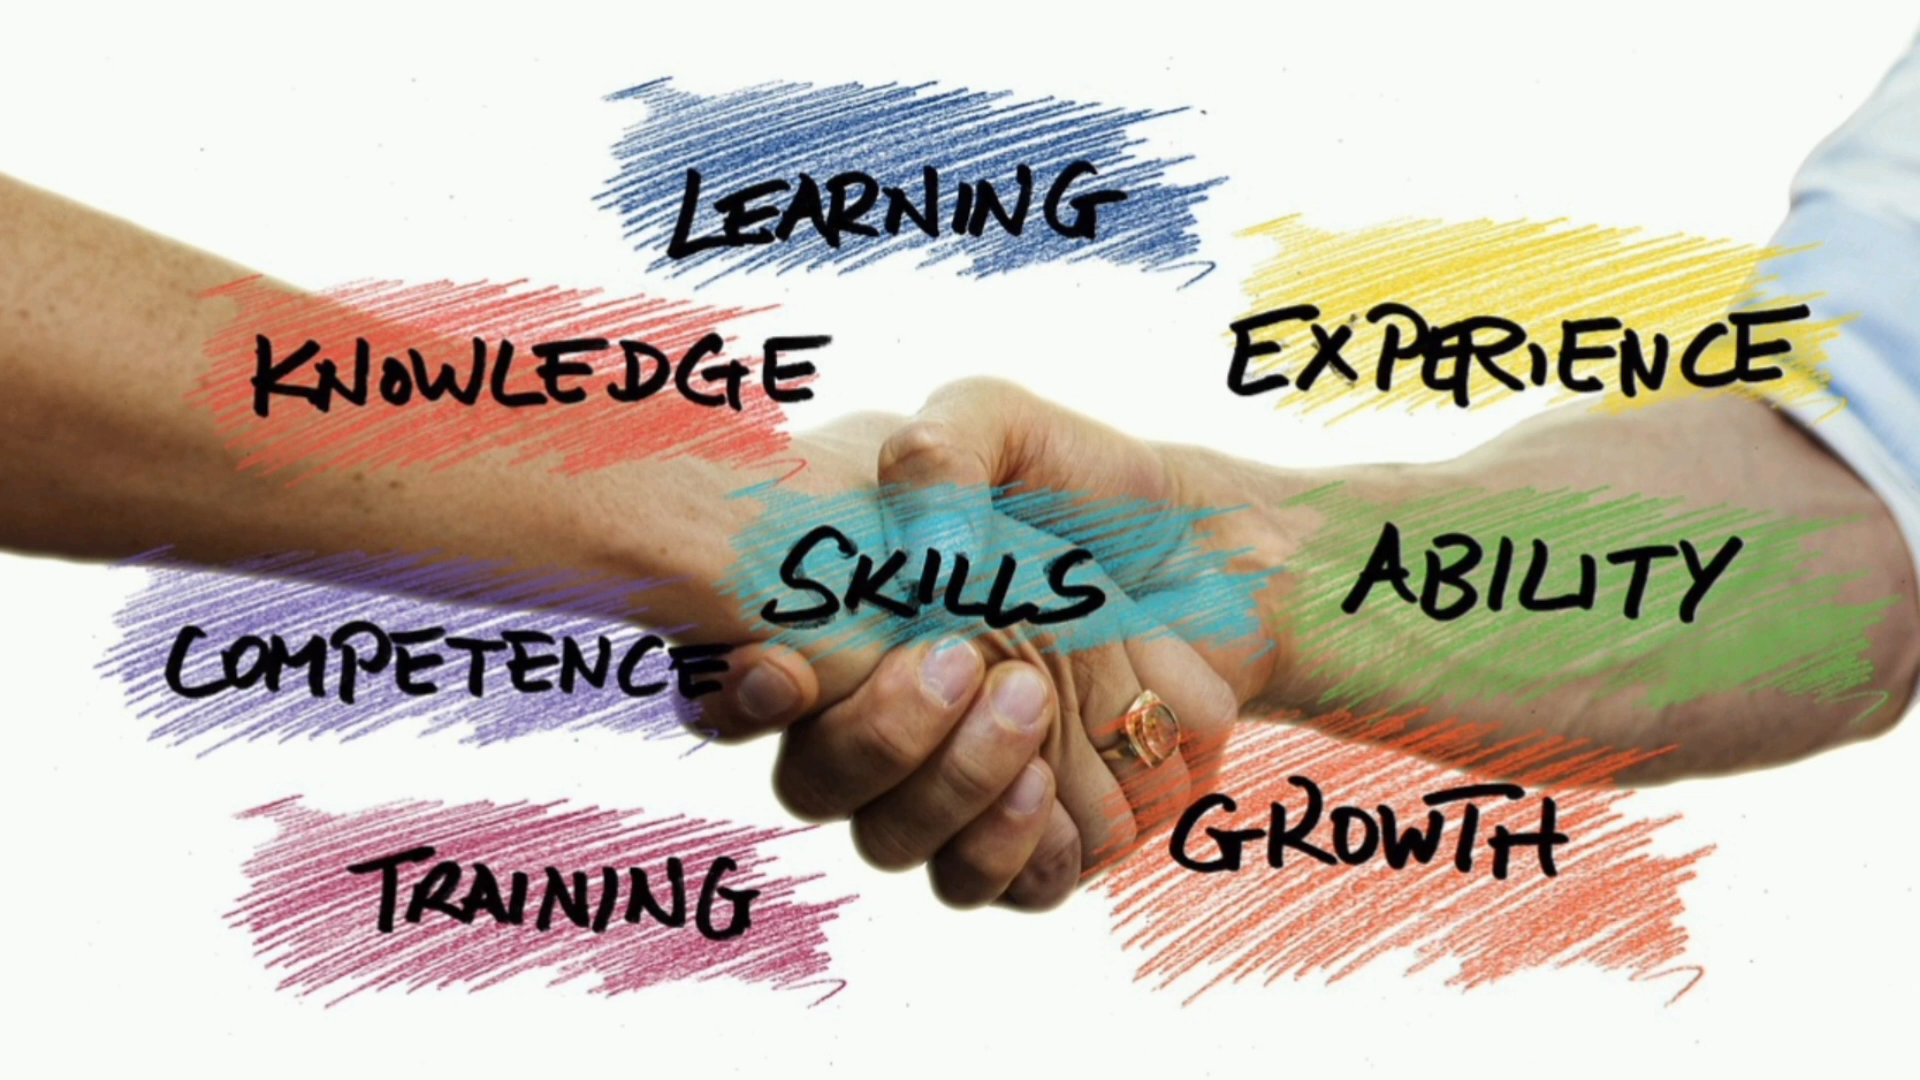 LEARNING
EXPERIENCE
KNOWLEDGE
SKILLS
ABILITY
COMPETENCE
GROWTH
TRAINING